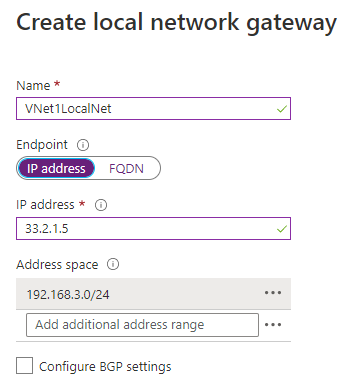 Create local network gateway
Name *
VNet1LocalNet
Endpoint
IP address FQDN
IP address *
33.2.1.5
Address space
192.168.3.0/24
Add additional address range
Configure BGP settings